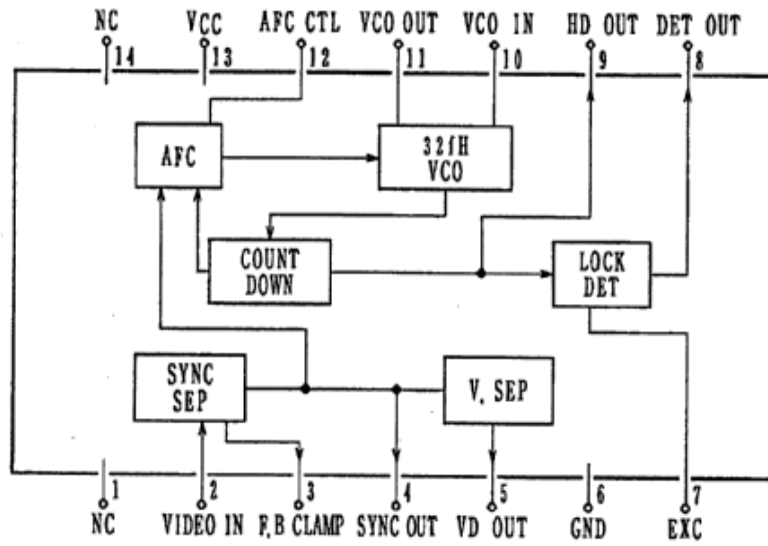 NC VCC AFC CTL VCO OUT VCO IN HD OUT DET OUT
14 13 12 11 10 9 8
AFC
32fH
VCO
COUNT
DOWN
LOCK
DET
SYNC
SEP
V. SEP
1 2 3 4 5 6 7
NC VIDEO IN F.B CLAMP SYNC OUT VD OUT GND EXC